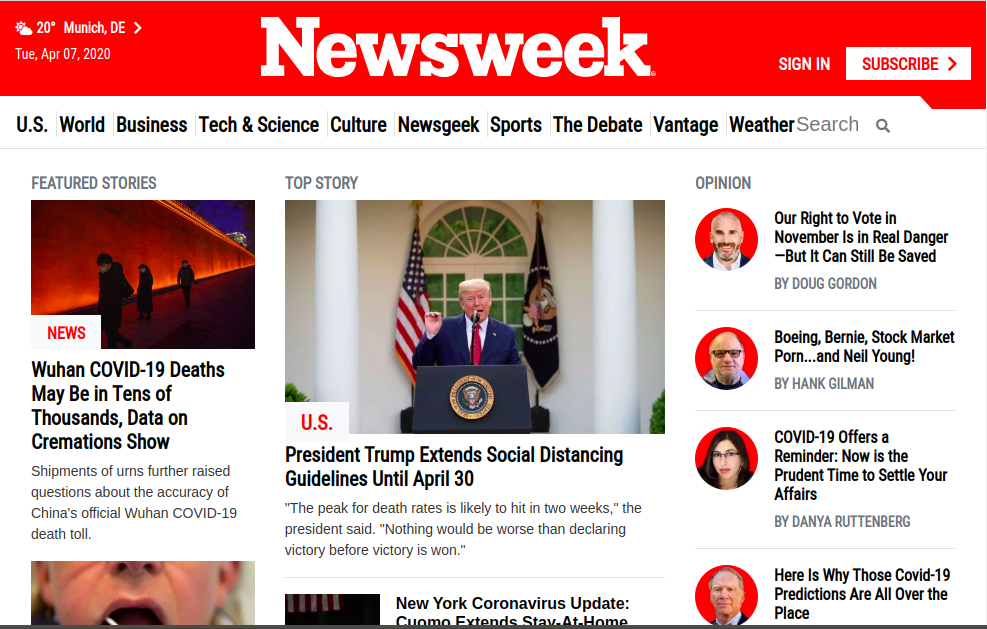 20° Munich, DE
Tue, Apr 07, 2020
Newsweek
SIGN IN
SUBSCRIBE
U.S. World Business Tech & Science Culture Newsgeek Sports The Debate Vantage Weather Search
FEATURED STORIES
NEWS
Wuhan COVID-19 Deaths
May Be in Tens of
Thousands, Data on
Cremations Show
Shipments of urns further raised
questions about the accuracy of
China's official Wuhan COVID-19
death toll.
TOP STORY
U.S.
President Trump Extends Social Distancing
Guidelines Until April 30
"The peak for death rates is likely to hit in two weeks," the
president said. "Nothing would be worse than declaring
victory before victory is won."
New York Coronavirus Update:
Cuomo Extends Stay-At-Home
OPINION
Our Right to Vote in
November Is in Real Danger
—But It Can Still Be Saved
BY DOUG GORDON
Boeing, Bernie, Stock Market
Porn...and Neil Young!
BY HANK GILMAN
COVID-19 Offers a
Reminder: Now is the
Prudent Time to Settle Your
Affairs
BY DANYA RUTTENBERG
Here Is Why Those Covid-19
Predictions Are All Over the
Place